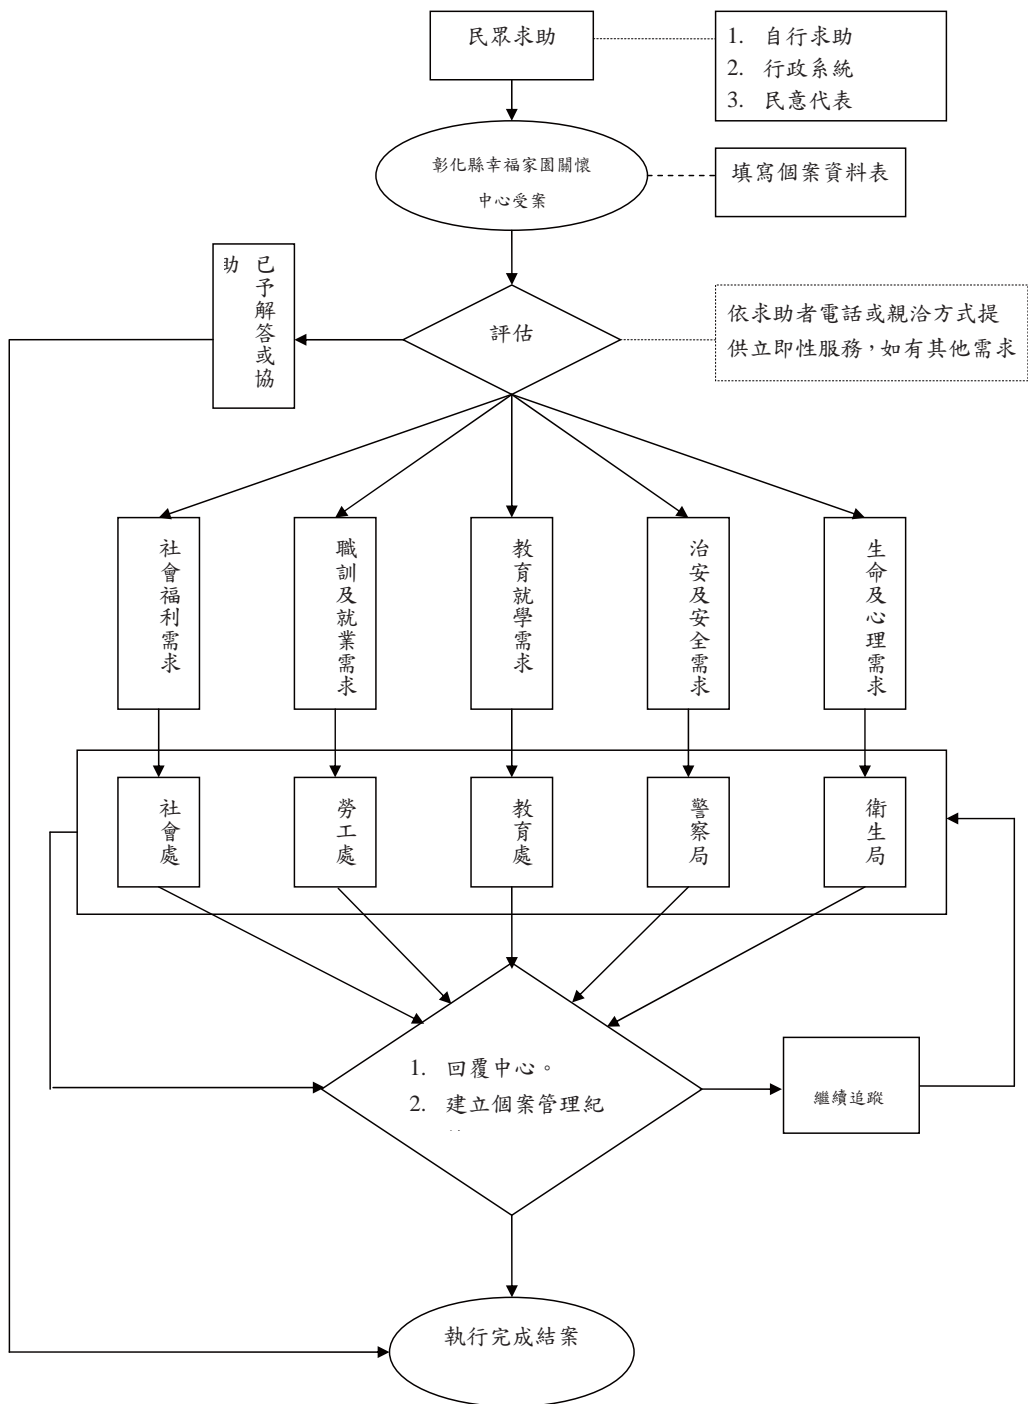 民眾求助
1. 自行求助
2. 行政系統
3. 民意代表
彰化縣幸福家園關懷
中心受案
填寫個案資料表
已予解答或協
助
評估
依求助者電話或親洽方式提
供立即性服務，如有其他需求
社會福利需求
職訓及就業需求
教育就學需求
治安及安全需求
生命及心理需求
社會處
勞工處
教育處
警察局
衛生局
1. 回覆中心。
2. 建立個案管理紀
繼續追蹤
執行完成結案